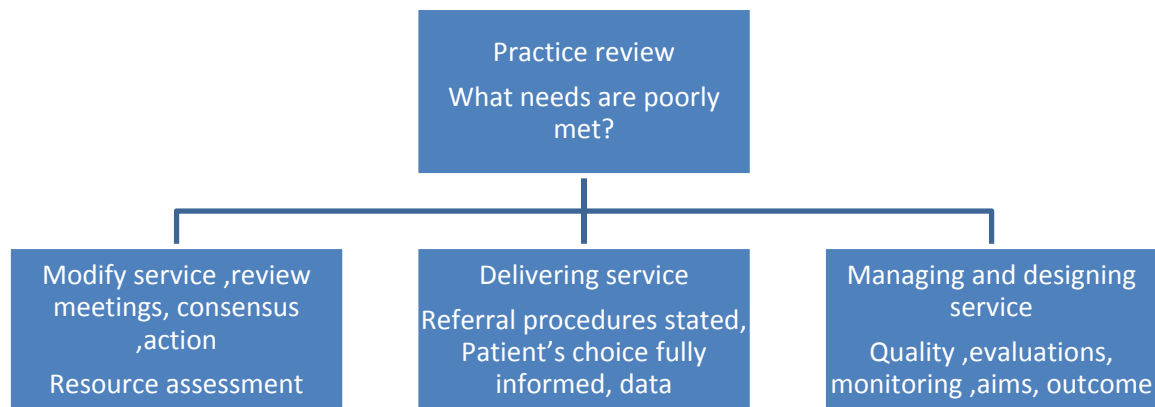 Practice review
What needs are poorly
met?
Modify service ,review
meetings, consensus
,action
Resource assessment
Delivering service
Referral procedures stated,
Patient’s choice fully
informed, data
Managing and designing
service
Quality ,evaluations,
monitoring ,aims, outcome